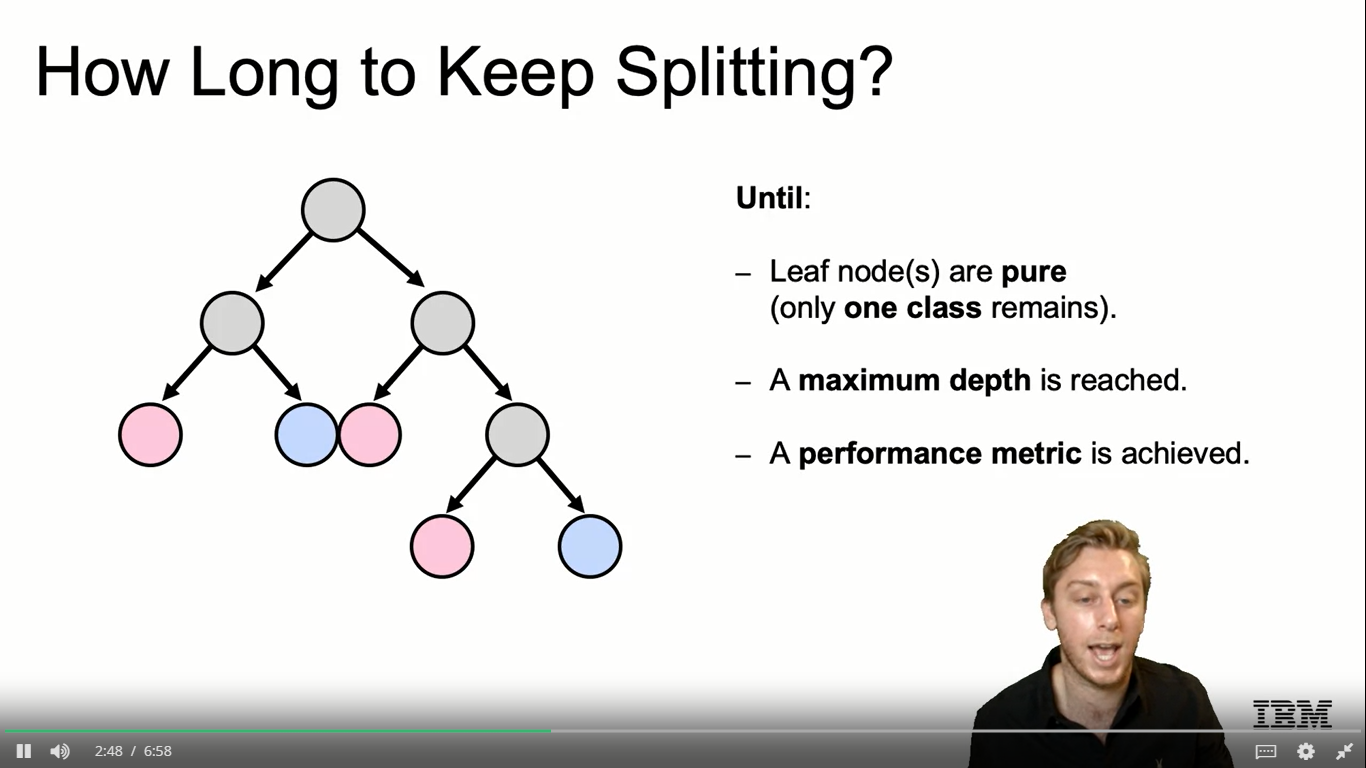 How Long to Keep Splitting?
Until:
– Leaf node(s) are pure
(only one class remains).
– A maximum depth is reached.
– A performance metric is achieved.
IBM
2:48 / 6:58